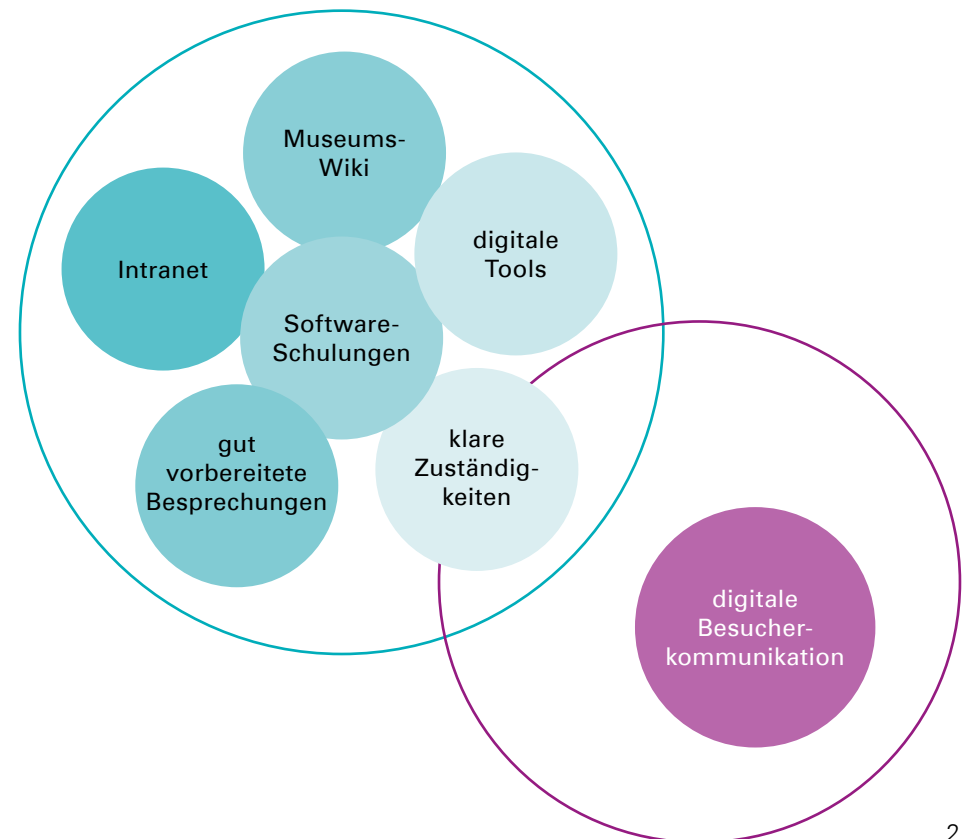 Museums-
Wiki
digitale
Tools
Intranet
Software-
Schulungen
klare
Zuständig-
keiten
gut
vorbereitete
Besprechungen
digitale
Besucher-
kommunikation
2